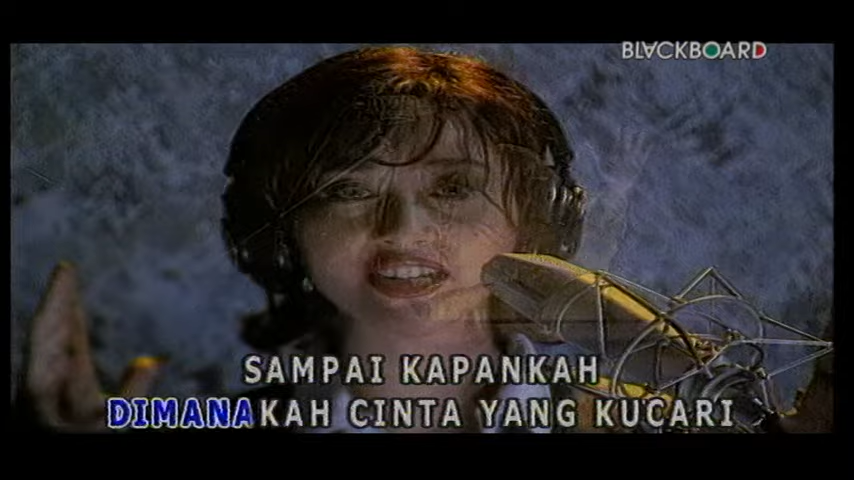 BLACKBOARD
SAMPAI KAPANKAH
DIMANAKAH CINTA YANG KUCARI